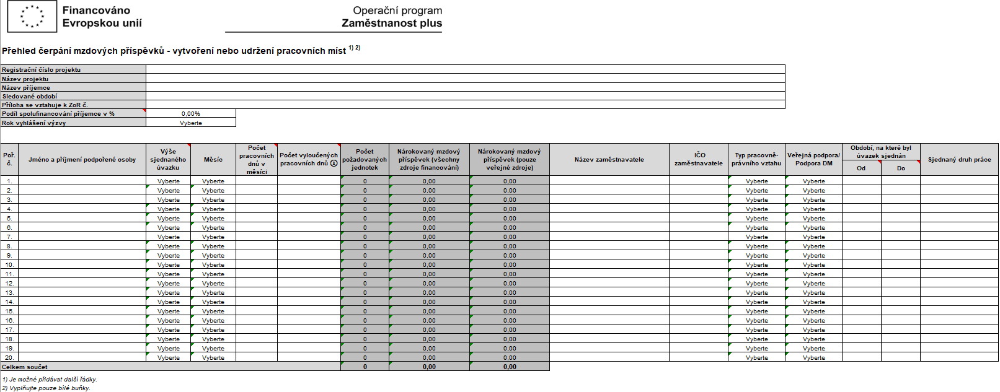 Financováno
Evropskou unií
Operační program
Zaměstnanost plus
Přehled čerpání mzdových příspěvků - vytvoření nebo udržení pracovních míst 1) 2)
Registrační číslo projektu
Název projektu
Název příjemce
Sledované období
Příloha se vztahuje k ZoR č.
Podíl spolufinancování příjemce v % 0,00%
Rok vyhlášení výzvy Vyberte
Poř. č. Jméno a příjmení podpořené osoby Výše sjednaného úvazku Měsíc Počet pracovních dnů v měsíci Počet vyloučených pracovních dnů ① Počet požadovaných jednotek Nárokovaný mzdový příspěvek (všechny zdroje financování) Nárokovaný mzdový příspěvek (pouze veřejné zdroje) Název zaměstnavatele IČO zaměstnavatele Typ pracovně-právního vztahu Veřejná podpora/ Podpora DM Období, na které byl úvazek sjednán Od Do Sjednaný druh práce
1. Vyberte Vyberte 0 0,00 0,00 Vyberte Vyberte
2. Vyberte Vyberte 0 0,00 0,00 Vyberte Vyberte
3. Vyberte Vyberte 0 0,00 0,00 Vyberte Vyberte
4. Vyberte Vyberte 0 0,00 0,00 Vyberte Vyberte
5. Vyberte Vyberte 0 0,00 0,00 Vyberte Vyberte
6. Vyberte Vyberte 0 0,00 0,00 Vyberte Vyberte
7. Vyberte Vyberte 0 0,00 0,00 Vyberte Vyberte
8. Vyberte Vyberte 0 0,00 0,00 Vyberte Vyberte
9. Vyberte Vyberte 0 0,00 0,00 Vyberte Vyberte
10. Vyberte Vyberte 0 0,00 0,00 Vyberte Vyberte
11. Vyberte Vyberte 0 0,00 0,00 Vyberte Vyberte
12. Vyberte Vyberte 0 0,00 0,00 Vyberte Vyberte
13. Vyberte Vyberte 0 0,00 0,00 Vyberte Vyberte
14. Vyberte Vyberte 0 0,00 0,00 Vyberte Vyberte
15. Vyberte Vyberte 0 0,00 0,00 Vyberte Vyberte
16. Vyberte Vyberte 0 0,00 0,00 Vyberte Vyberte
17. Vyberte Vyberte 0 0,00 0,00 Vyberte Vyberte
18. Vyberte Vyberte 0 0,00 0,00 Vyberte Vyberte
19. Vyberte Vyberte 0 0,00 0,00 Vyberte Vyberte
20. Vyberte Vyberte 0 0,00 0,00 Vyberte Vyberte
Celkem součet 0 0,00 0,00
1) Je možné přidávat další řádky.
2) Vyplňujte pouze bílé buňky.